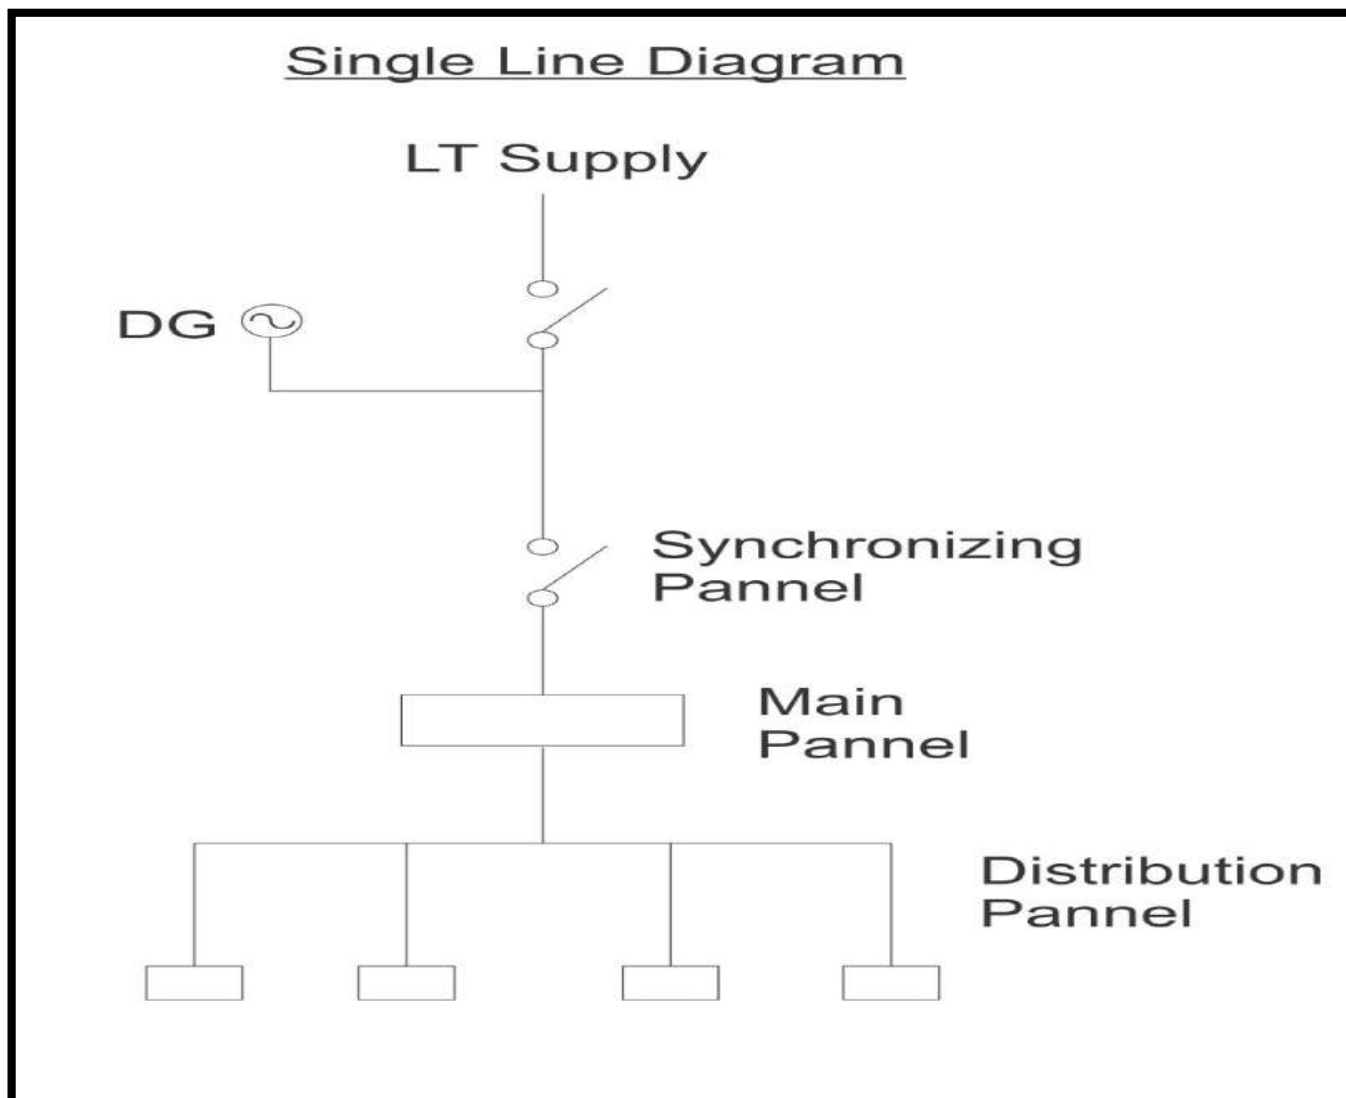 Single Line Diagram
LT Supply
DG
Synchronizing
Pannel
Main
Pannel
Distribution
Pannel